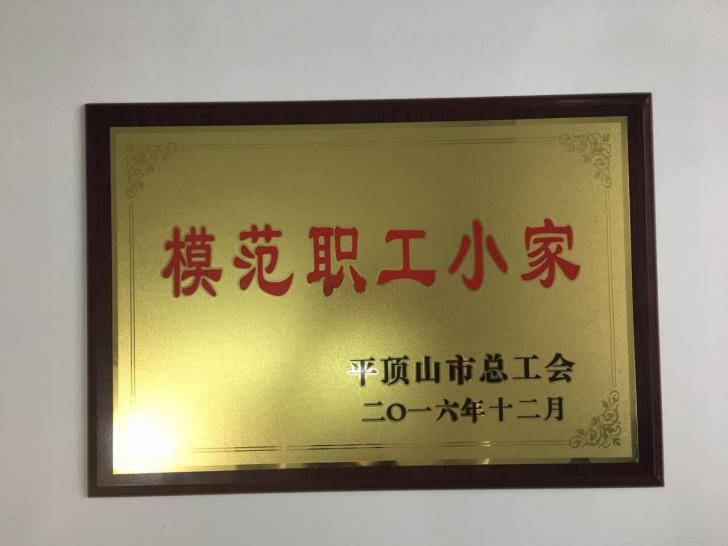 模范职工小家
平顶山市总工会
二〇一六年十二月